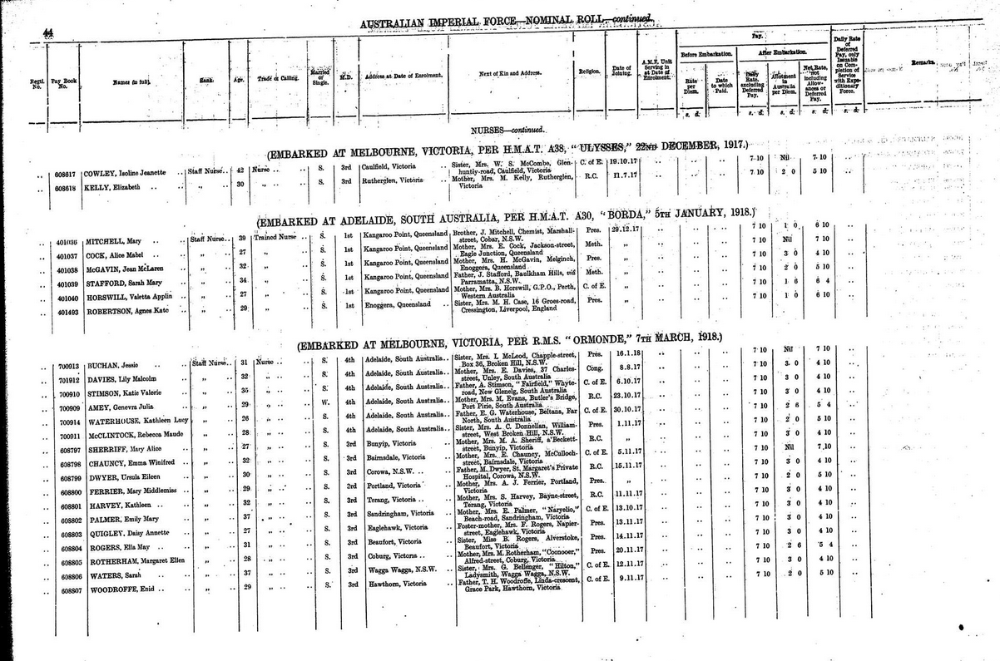 44
AUSTRALIAN IMPERIAL FORCE—NOMINAL ROLL—continued.
Regtl. No. Pay Book No. Names (in full). Rank. Age. Trade or Calling. Married or Single. M.D. Address at Date of Enrolment. Next of Kin and Address. Religion. Date of Joining. A.M.F. Unit Serving in at Date of Enrolment. Pay. Before Embarkation. Rate per Diem. Date to which Paid. After Embarkation. Daily Rate, excluding Deferred Pay. Allotment in Australia per Diem. Net Rate, not including Allowances or Deferred Pay. Daily Rate of Deferred Pay, only Issuable on Completion of Service with Expeditionary Force. Remarks.
s. d. s. d. s. d. s. d. s. d.
NURSES—continued.
(EMBARKED AT MELBOURNE, VICTORIA, PER H.M.A.T. A38, "ULYSSES," 22ND DECEMBER, 1917.)
.. 608617 COWLEY, Isoline Jeanette .. Staff Nurse.. 42 Nurse .. S. 3rd Caulfield, Victoria .. Sister, Mrs. W. S. McCombe, Glenhuntly-road, Caulfield, Victoria C. of E. 19.10.17 .. .. .. 7 10 Nil 7 10 ..
.. 608618 KELLY, Elizabeth .. .. „ .. 30 „ .. .. S. 3rd Rutherglen, Victoria .. Mother, Mrs. M. Kelly, Rutherglen, Victoria R.C. 11.7.17 .. .. .. 7 10 2 0 5 10 ..
(EMBARKED AT ADELAIDE, SOUTH AUSTRALIA, PER H.M.A.T. A30, "BORDA," 5TH JANUARY, 1918.)
.. 401036 MITCHELL, Mary .. .. Staff Nurse.. 39 Trained Nurse .. S. 1st Kangaroo Point, Queensland Brother, J. Mitchell, Chemist, Marshall-street, Cobar, N.S.W. Pres. 29.12.17 .. .. .. 7 10 1 0 6 10 ..
.. 401037 COCK, Alice Mabel .. .. „ .. 27 „ .. S. 1st Kangaroo Point, Queensland Mother, Mrs. E. Cock, Jackson-street, Eagle Junction, Queensland Meth. „ .. .. .. 7 10 Nil 7 10 ..
.. 401038 McGAVIN, Jean McLaren .. „ .. 32 „ .. S. 1st Kangaroo Point, Queensland Mother, Mrs. H. McGavin, Melginch, Enoggera, Queensland Pres. „ .. .. .. 7 10 3 0 4 10 ..
.. 401039 STAFFORD, Sarah Mary .. „ .. 34 „ .. S. 1st Kangaroo Point, Queensland Father, J. Stafford, Baulkham Hills, viâ Parramatta, N.S.W. Meth. „ .. .. .. 7 10 2 0 5 10 ..
.. 401040 HORSWILL, Valetta Applin .. „ .. 27 „ .. S. 1st Kangaroo Point, Queensland Mother, Mrs. B. Horswill, G.P.O., Perth, Western Australia C. of E. „ .. .. .. 7 10 1 6 6 4 ..
.. 401493 ROBERTSON, Agnes Kate .. „ .. 29 „ .. S. 1st Enoggera, Queensland .. Sister, Mrs. M. H. Case, 16 Groes-road, Cressington, Liverpool, England Pres. „ .. .. .. 7 10 1 0 6 10 ..
(EMBARKED AT MELBOURNE, VICTORIA, PER R.M.S. "ORMONDE," 7TH MARCH, 1918.)
.. 700913 BUCHAN, Jessie .. .. Staff Nurse.. 31 Nurse .. .. S. 4th Adelaide, South Australia.. Sister, Mrs. I. McLeod, Chapple-street, Box 36, Broken Hill, N.S.W. Pres. 16.1.18 .. .. .. 7 10 Nil 7 10 ..
.. 701912 DAVIES, Lily Malcolm .. „ .. 32 „ .. .. S. 4th Adelaide, South Australia.. Mother, Mrs. E. Davies, 37 Charles-street, Unley, South Australia Cong. 8.8.17 .. .. .. 7 10 3 0 4 10 ..
.. 700910 STIMSON, Katie Valerie .. „ .. 35 „ .. .. S. 4th Adelaide, South Australia.. Father, A. Stimson, "Fairfield," Whyte-road, New Glenelg, South Australia C. of E. 6.10.17 .. .. .. 7 10 3 0 4 10 ..
.. 700909 AMEY, Genevra Julia .. „ .. 29 „ .. .. W. 4th Adelaide, South Australia.. Mother, Mrs. M. Evans, Butler's Bridge, Port Pirie, South Australia R.C. 23.10.17 .. .. .. 7 10 3 0 4 10 ..
.. 700914 WATERHOUSE, Kathleen Lucy „ .. 26 „ .. .. S. 4th Adelaide, South Australia.. Father, E. G. Waterhouse, Beltana, Far North, South Australia C. of E. 30.10.17 .. .. .. 7 10 2 6 5 4 ..
.. 700911 McCLINTOCK, Rebecca Maude „ .. 28 „ .. .. S. 4th Adelaide, South Australia.. Sister, Mrs. A. C. Donnellan, William-street, West Broken Hill, N.S.W. Pres. 1.11.17 .. .. .. 7 10 2 0 5 10 ..
.. 608797 SHERRIFF, Mary Alice .. „ .. 27 „ .. .. S. 3rd Bunyip, Victoria .. Mother, Mrs. M. A. Sheriff, a'Beckett-street, Bunyip, Victoria R.C. „ .. .. .. 7 10 3 0 4 10 ..
.. 608798 CHAUNCY, Emma Winifred .. „ .. 32 „ .. .. S. 3rd Bairnsdale, Victoria .. Mother, Mrs. E. Chauncy, McCulloch-street, Bairnsdale, Victoria C. of E. 5.11.17 .. .. .. 7 10 Nil 7 10 ..
.. 608799 DWYER, Ursula Eileen .. „ .. 30 „ .. .. S. 3rd Corowa, N.S.W. .. .. Father, M. Dwyer, St. Margaret's Private Hospital, Corowa, N.S.W. R.C. 15.11.17 .. .. .. 7 10 3 0 4 10 ..
.. 608800 FERRIER, Mary Middlemiss .. „ .. 29 „ .. .. S. 2rd Portland, Victoria .. Mother, Mrs. A. J. Ferrier, Portland, Victoria Pres. „ .. .. .. 7 10 2 0 5 10 ..
.. 608801 HARVEY, Kathleen .. .. „ .. 32 „ .. .. S. 3rd Terang, Victoria .. .. Mother, Mrs. S. Harvey, Bayne-street, Terang, Victoria R.C. 11.11.17 .. .. .. 7 10 3 0 4 10 ..
.. 608802 PALMER, Emily Mary .. „ .. 37 „ .. .. S. 3rd Sandringham, Victoria .. Mother, Mrs. E. Palmer, "Naryelio," Beach-road, Sandringham, Victoria C. of E. 13.10.17 .. .. .. 7 10 3 0 4 10 ..
.. 608803 QUIGLEY, Daisy Annette .. „ .. 27 „ .. .. S. 3rd Eaglehawk, Victoria .. Foster-mother, Mrs. F. Rogers, Napier-street, Eaglehawk, Victoria Pres. 13.11.17 .. .. .. 7 10 3 0 4 10 ..
.. 608804 ROGERS, Ella May .. .. „ .. 31 „ .. .. S. 3rd Beaufort, Victoria .. Sister, Miss B. Rogers, Alverstoke, Beaufort, Victoria Pres. 14.11.17 .. .. .. 7 10 3 0 4 10 ..
.. 608805 ROTHERHAM, Margaret Ellen „ .. 28 „ .. .. S. 3rd Coburg, Victoria .. .. Mother, Mrs. M. Rotherham, "Coonooer," Alfred-street, Coburg, Victoria Pres. 20.11.17 .. .. .. 7 10 2 6 5 4 ..
.. 608806 WATERS, Sarah .. .. „ .. 37 „ .. .. S. 3rd Wagga Wagga, N.S.W. .. Sister, Mrs. G. Bellenger, "Hilton," Ladysmith, Wagga Wagga, N.S.W. C. of E. 12.11.17 .. .. .. 7 10 3 0 4 10 ..
.. 608807 WOODROFFE, Enid .. .. „ .. 29 „ .. .. S. 3rd Hawthorn, Victoria .. Father, T. H. Woodroffe, Linda-crescent, Grace Park, Hawthorn, Victoria C. of E. 9.11.17 .. .. .. 7 10 2 0 5 10 ..